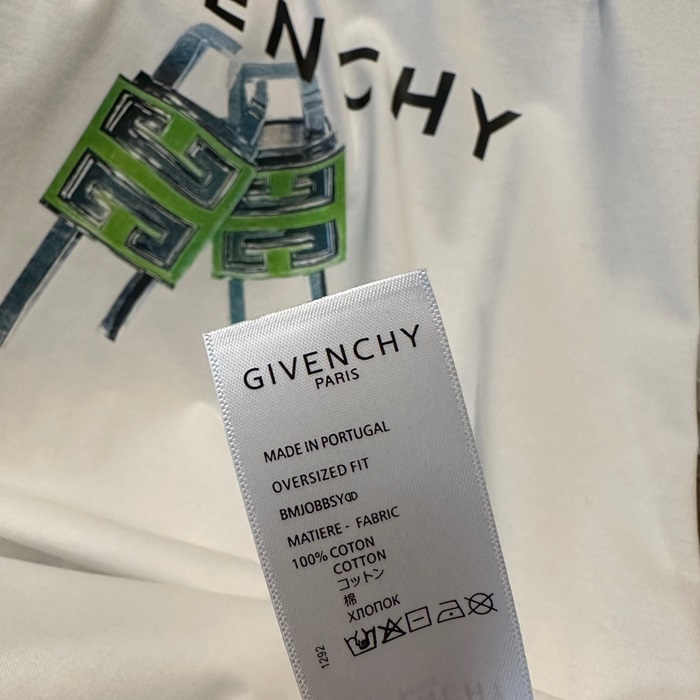 ENCHY
GIVENCHY
PARIS
MADE IN PORTUGAL
OVERSIZED FIT
MATIERE - FABRIC
100% COTON
COTTON
コットン
棉
ХЛОПОК
1292